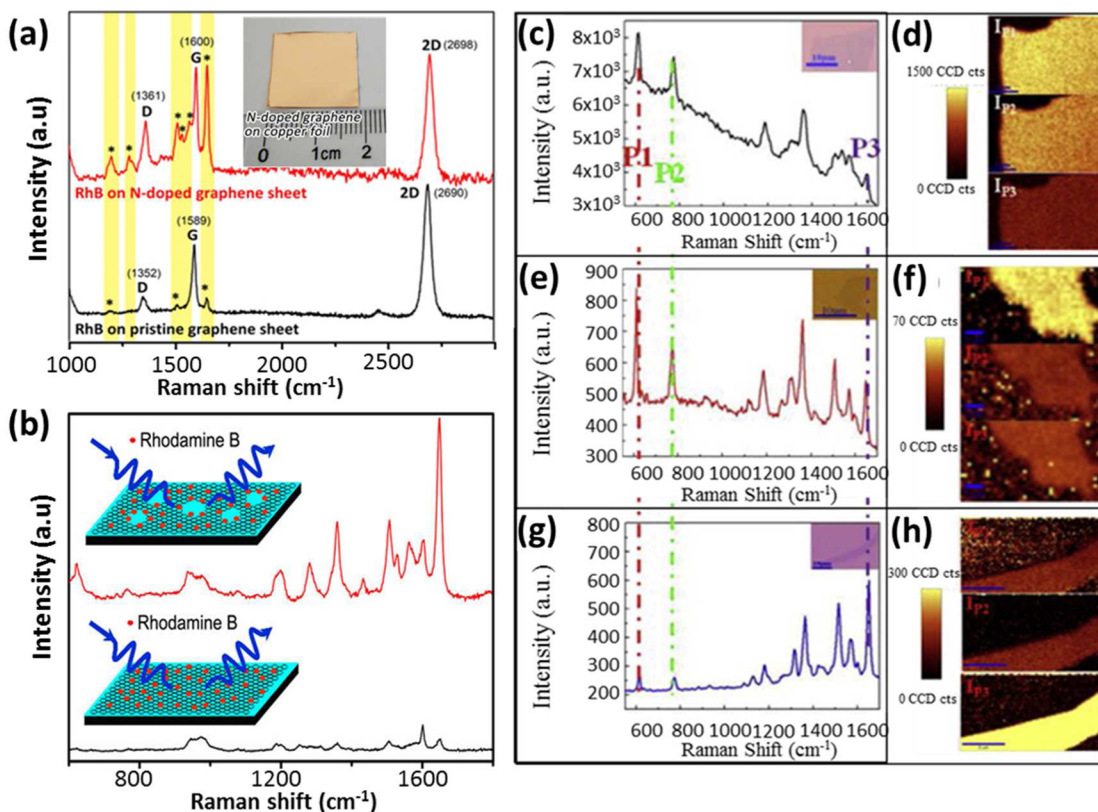 (a)
Intensity (a.u)
(1361)
D
(1600)
G
2D (2698)
* * * * * *
N-doped graphene
on copper foil
0 1cm 2
RhB on N-doped graphene sheet
(1352)
D
(1589)
G
2D (2690)
* * *
RhB on pristine graphene sheet
1000 1500 2000 2500
Raman shift (cm-1)
(b)
Intensity (a.u)
Rhodamine B
Rhodamine B
800 1200 1600
Raman shift (cm-1)
(c)
Intensity (a.u.)
8x10³
7x10³
6x10³
5x10³
4x10³
3x10³
P1
P2
P3
600 800 1000 1200 1400 1600
Raman Shift (cm-1)
(d)
1500 CCD cts
0 CCD cts
IP1
IP2
IP3
(e)
Intensity (a.u.)
900
800
700
600
500
400
300
600 800 1000 1200 1400 1600
Raman Shift (cm-1)
(f)
70 CCD cts
0 CCD cts
(g)
Intensity (a.u.)
800
700
600
500
400
300
200
600 800 1000 1200 1400 1600
Raman Shift (cm-1)
(h)
300 CCD cts
0 CCD cts
IP2
IP3